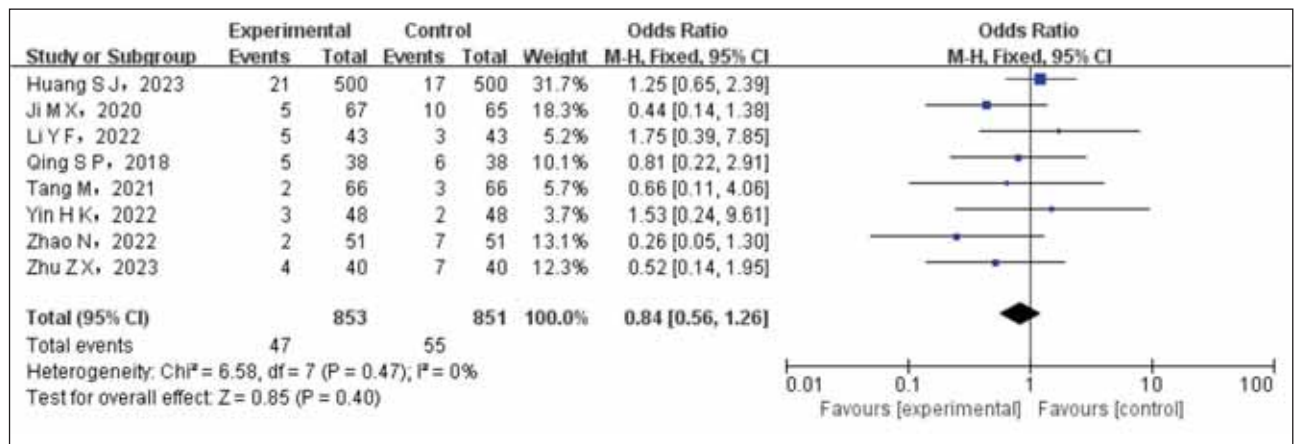 Experimental Control Odds Ratio Odds Ratio
Study or Subgroup Events Total Events Total Weight M-H, Fixed, 95% CI M-H, Fixed, 95% CI
Huang S J， 2023 21 500 17 500 31.7% 1.25 [0.65, 2.39]
Ji M X， 2020 5 67 10 65 18.3% 0.44 [0.14, 1.38]
Li Y F， 2022 5 43 3 43 5.2% 1.75 [0.39, 7.85]
Qing S P， 2018 5 38 6 38 10.1% 0.81 [0.22, 2.91]
Tang M， 2021 2 66 3 66 5.7% 0.66 [0.11, 4.06]
Yin H K， 2022 3 48 2 48 3.7% 1.53 [0.24, 9.61]
Zhao N， 2022 2 51 7 51 13.1% 0.26 [0.05, 1.30]
Zhu Z X， 2023 4 40 7 40 12.3% 0.52 [0.14, 1.95]
Total (95% CI) 853 851 100.0% 0.84 [0.56, 1.26]
Total events 47 55
Heterogeneity: Chi² = 6.58, df = 7 (P = 0.47); I² = 0%
Test for overall effect: Z = 0.85 (P = 0.40)
0.01 0.1 1 10 100
Favours [experimental] Favours [control]